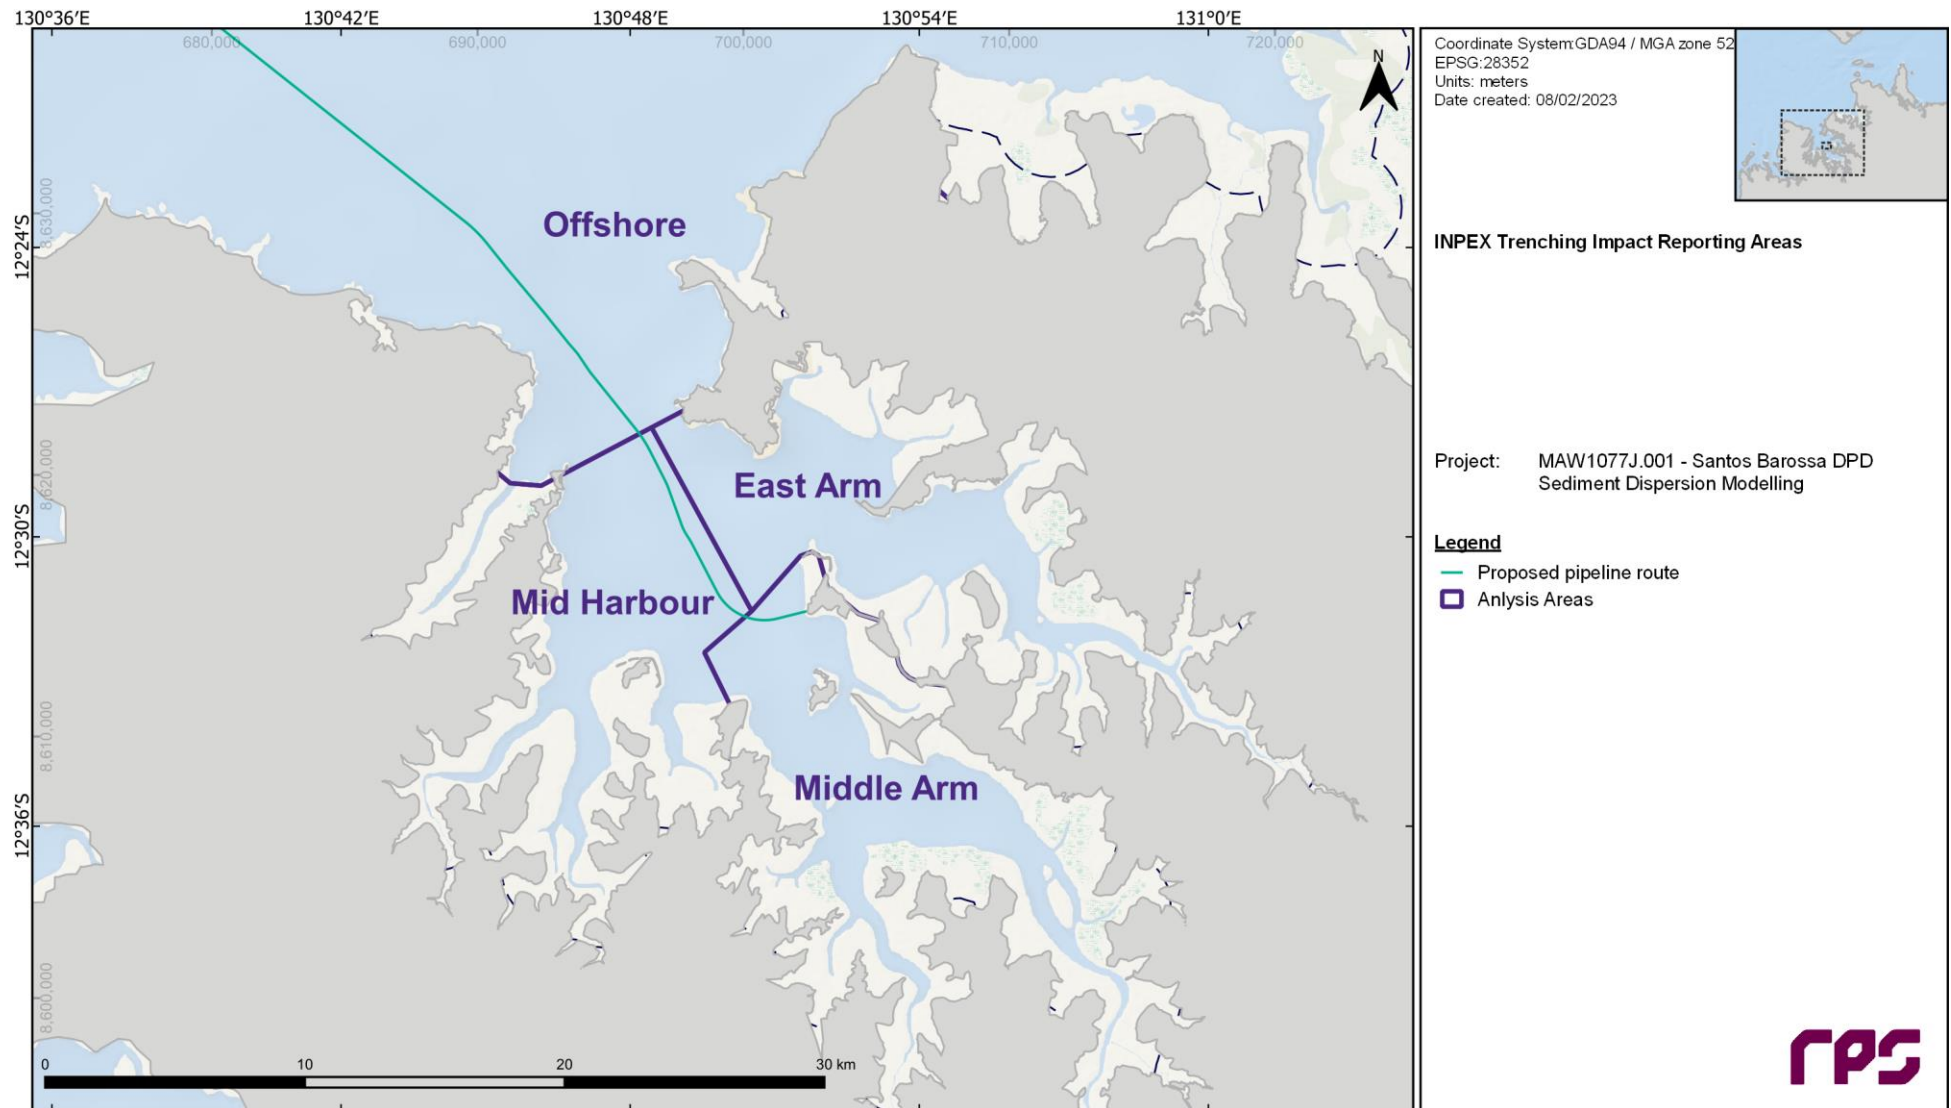 130°36'E 130°42'E 130°48'E 130°54'E 131°0'E
680,000 690,000 700,000 710,000 720,000
N
8,630,000
12°24'S
Offshore
8,620,000
East Arm
12°30'S
Mid Harbour
8,610,000
Middle Arm
12°36'S
8,600,000
0 10 20 30 km
Coordinate System:GDA94 / MGA zone 52
EPSG:28352
Units: meters
Date created: 08/02/2023
INPEX Trenching Impact Reporting Areas
Project: MAW1077J.001 - Santos Barossa DPD
Sediment Dispersion Modelling
Legend
Proposed pipeline route
Anlysis Areas
rps